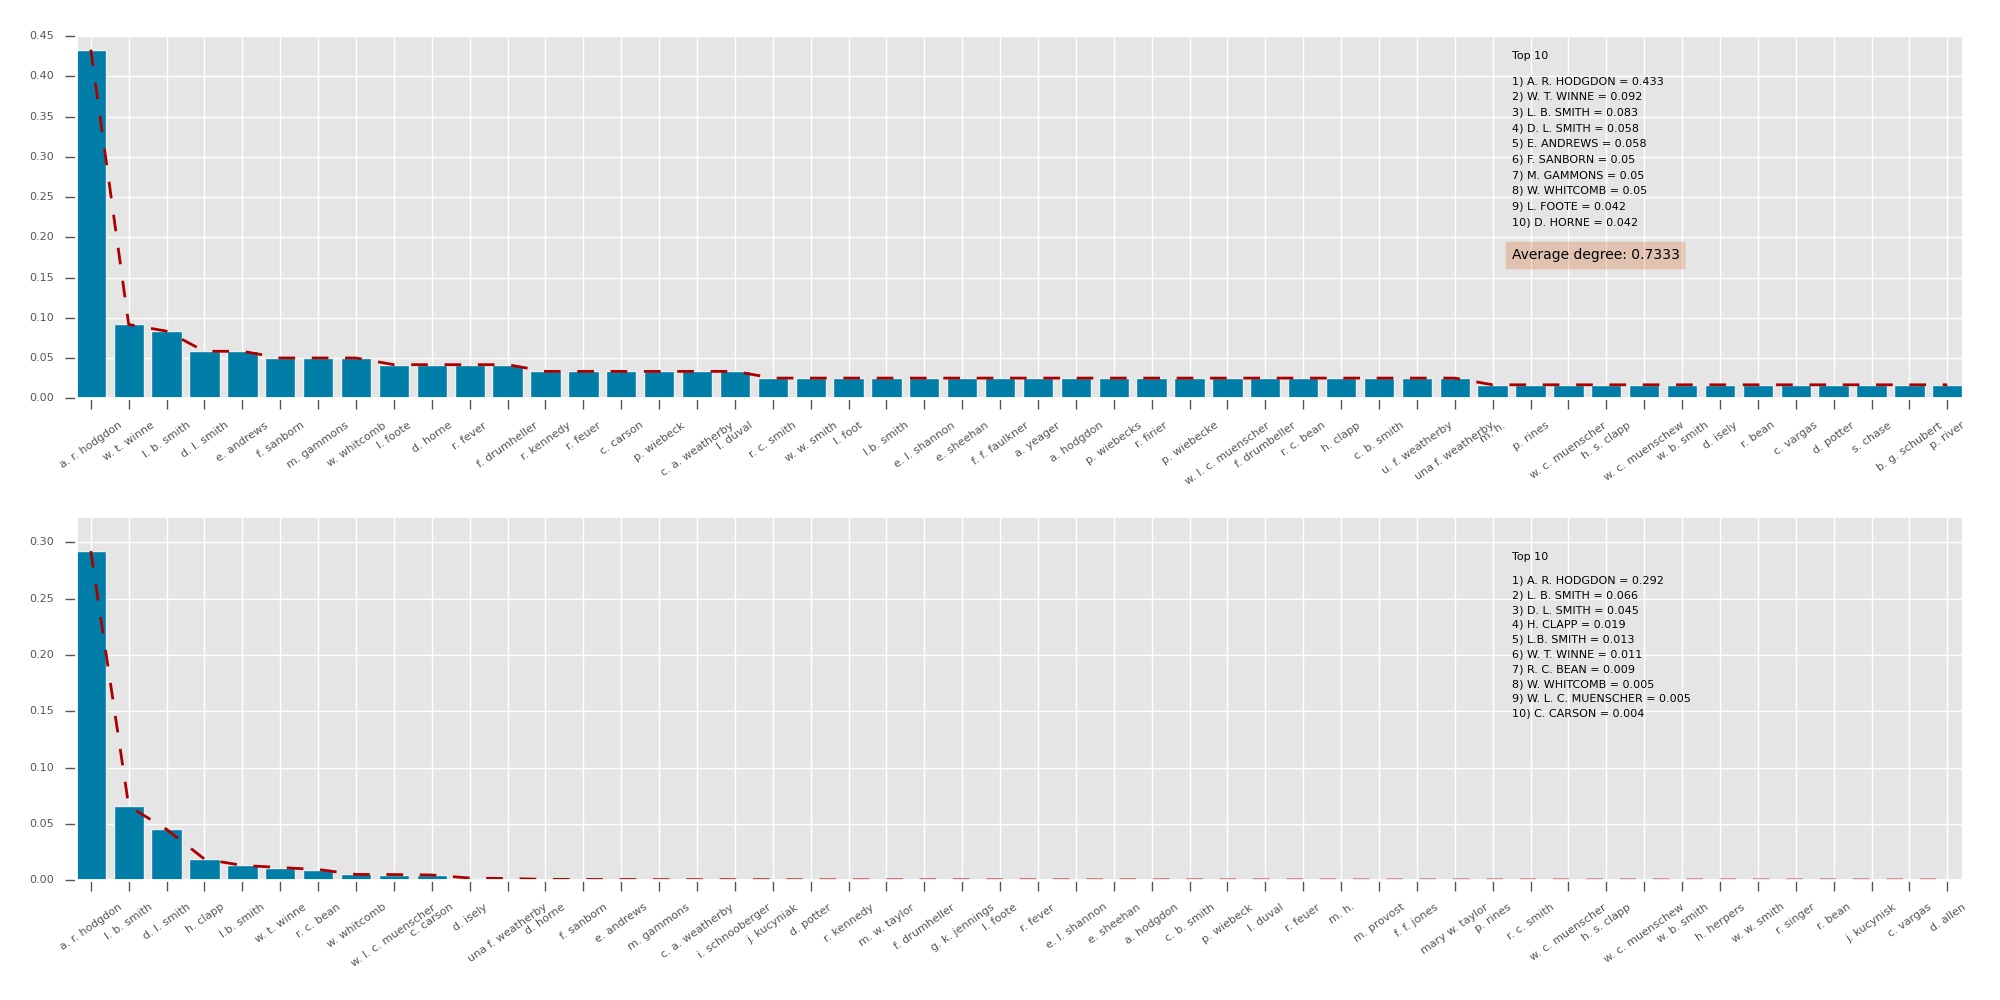 0.45
0.40
0.35
0.30
0.25
0.20
0.15
0.10
0.05
0.00
Top 10
1) A. R. HODGDON = 0.433
2) W. T. WINNE = 0.092
3) L. B. SMITH = 0.083
4) D. L. SMITH = 0.058
5) E. ANDREWS = 0.058
6) F. SANBORN = 0.05
7) M. GAMMONS = 0.05
8) W. WHITCOMB = 0.05
9) L. FOOTE = 0.042
10) D. HORNE = 0.042
Average degree: 0.7333
a. r. hodgdon
w. t. winne
l. b. smith
d. l. smith
e. andrews
f. sanborn
m. gammons
w. whitcomb
l. foote
d. horne
r. fever
f. drumheller
r. kennedy
r. feuer
c. carson
p. wiebeck
c. a. weatherby
l. duval
r. c. smith
w. w. smith
l. foot
l.b. smith
e. l. shannon
e. sheehan
f. f. faulkner
a. yeager
a. hodgdon
p. wiebecks
r. firier
p. wiebecke
w. l. c. muenscher
f. drumbeller
r. c. bean
h. clapp
c. b. smith
u. f. weatherby
una f. weatherby
m. h.
p. rines
w. c. muenscher
h. s. clapp
w. c. muenschew
w. b. smith
d. isely
r. bean
c. vargas
d. potter
s. chase
b. g. schubert
p. river
0.30
0.25
0.20
0.15
0.10
0.05
0.00
Top 10
1) A. R. HODGDON = 0.292
2) L. B. SMITH = 0.066
3) D. L. SMITH = 0.045
4) H. CLAPP = 0.019
5) L.B. SMITH = 0.013
6) W. T. WINNE = 0.011
7) R. C. BEAN = 0.009
8) W. WHITCOMB = 0.005
9) W. L. C. MUENSCHER = 0.005
10) C. CARSON = 0.004
a. r. hodgdon
l. b. smith
d. l. smith
h. clapp
l.b. smith
w. t. winne
r. c. bean
w. whitcomb
w. l. c. muenscher
c. carson
d. isely
una f. weatherby
d. horne
f. sanborn
e. andrews
m. gammons
c. a. weatherby
i. schnooberger
j. kucyniak
d. potter
r. kennedy
m. w. taylor
f. drumheller
g. k. jennings
l. foote
r. fever
e. l. shannon
e. sheehan
a. hodgdon
c. b. smith
p. wiebeck
l. duval
r. feuer
m. h.
m. provost
f. f. jones
mary w. taylor
p. rines
r. c. smith
w. c. muenscher
h. s. clapp
w. c. muenschew
w. b. smith
h. herpers
w. w. smith
r. singer
r. bean
j. kucynisk
c. vargas
d. allen